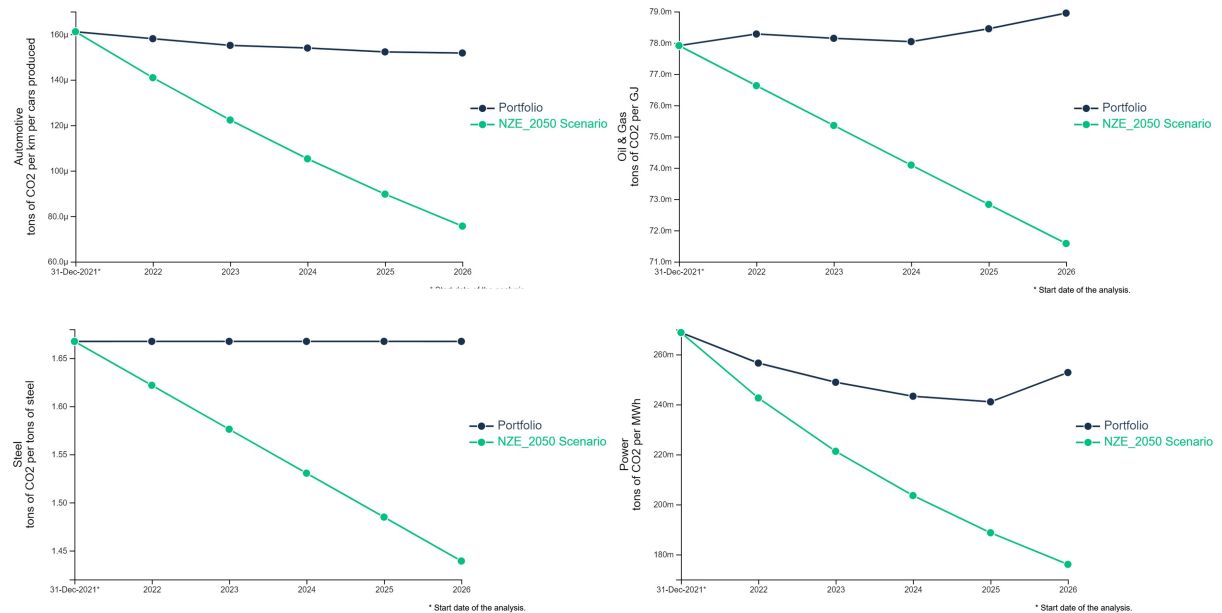 160µ
140µ
120µ
100µ
80.0µ
60.0µ
Automotive
tons of CO2 per km per cars produced
31-Dec-2021*
2022
2023
2024
2025
2026
Portfolio
NZE_2050 Scenario
* Start date of the analysis.
79.0m
78.0m
77.0m
76.0m
75.0m
74.0m
73.0m
72.0m
71.0m
Oil & Gas
tons of CO2 per GJ
31-Dec-2021*
2022
2023
2024
2025
2026
Portfolio
NZE_2050 Scenario
* Start date of the analysis.
1.65
1.60
1.55
1.50
1.45
Steel
tons of CO2 per tons of steel
31-Dec-2021*
2022
2023
2024
2025
2026
Portfolio
NZE_2050 Scenario
* Start date of the analysis.
260m
240m
220m
200m
180m
Power
tons of CO2 per MWh
31-Dec-2021*
2022
2023
2024
2025
2026
Portfolio
NZE_2050 Scenario
* Start date of the analysis.